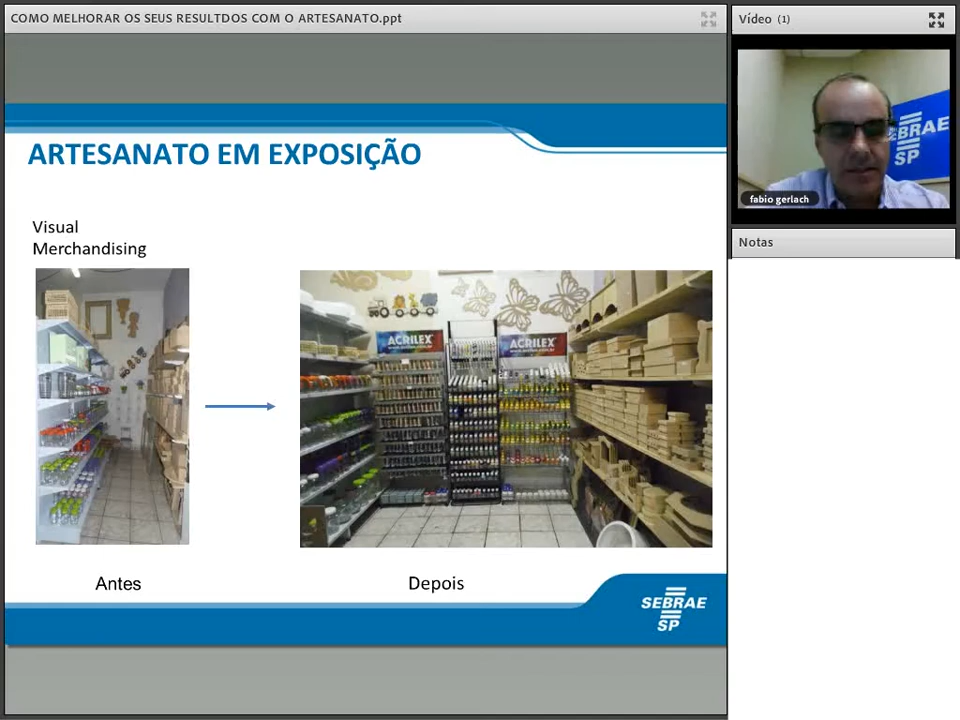 COMO MELHORAR OS SEUS RESULTDOS COM O ARTESANATO.ppt
Vídeo (1)
SEBRAE
SP
fabio gerlach
Notas
ARTESANATO EM EXPOSIÇÃO
Visual
Merchandising
ACRILEX
ACRILEX
Antes
Depois
SEBRAE
SP